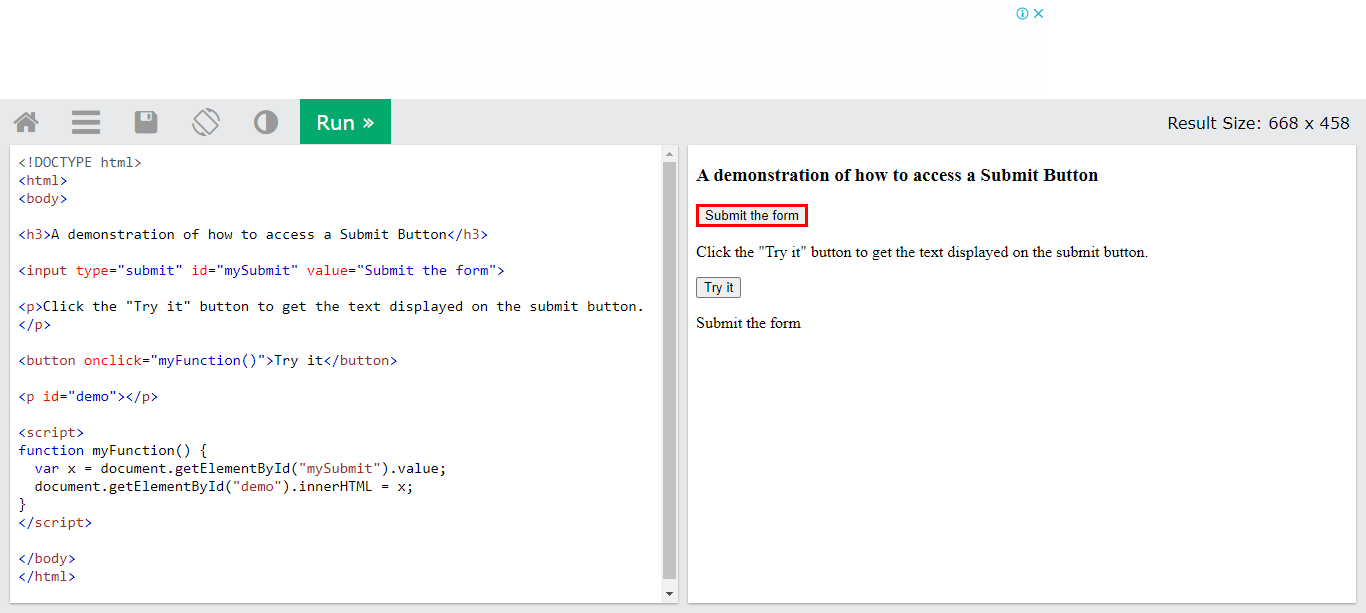 Run »
Result Size: 668 x 458
<!DOCTYPE html>
<html>
<body>
<h3>A demonstration of how to access a Submit Button</h3>
<input type="submit" id="mySubmit" value="Submit the form">
<p>Click the "Try it" button to get the text displayed on the submit button.
</p>
<button onclick="myFunction()">Try it</button>
<p id="demo"></p>
<script>
function myFunction() {
  var x = document.getElementById("mySubmit").value;
  document.getElementById("demo").innerHTML = x;
}
</script>
</body>
</html>
A demonstration of how to access a Submit Button
Submit the form
Click the "Try it" button to get the text displayed on the submit button.
Try it
Submit the form